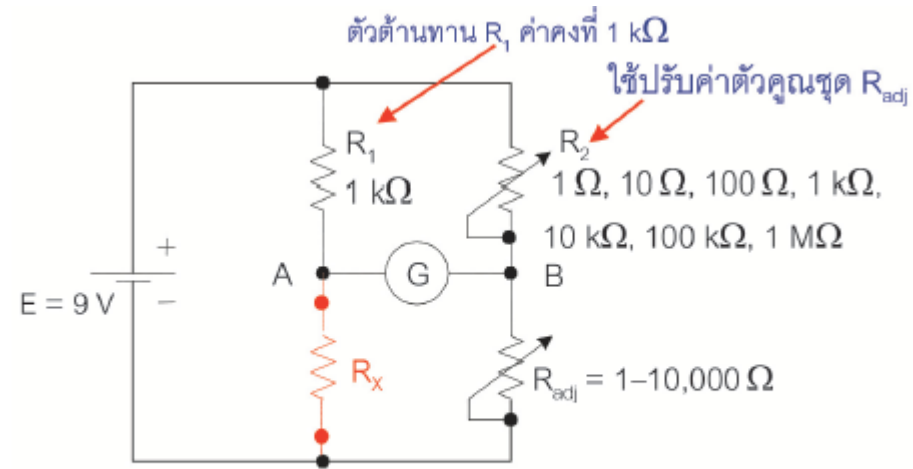 ตัวต้านทาน R₁ ค่าคงที่ 1 kΩ
ใช้ปรับค่าตัวคูณชุด Radj
R₁
1 kΩ
R₂
1 Ω, 10 Ω, 100 Ω, 1 kΩ,
10 kΩ, 100 kΩ, 1 MΩ
+
A
G
B
E = 9 V
−
RX
Radj = 1–10,000 Ω